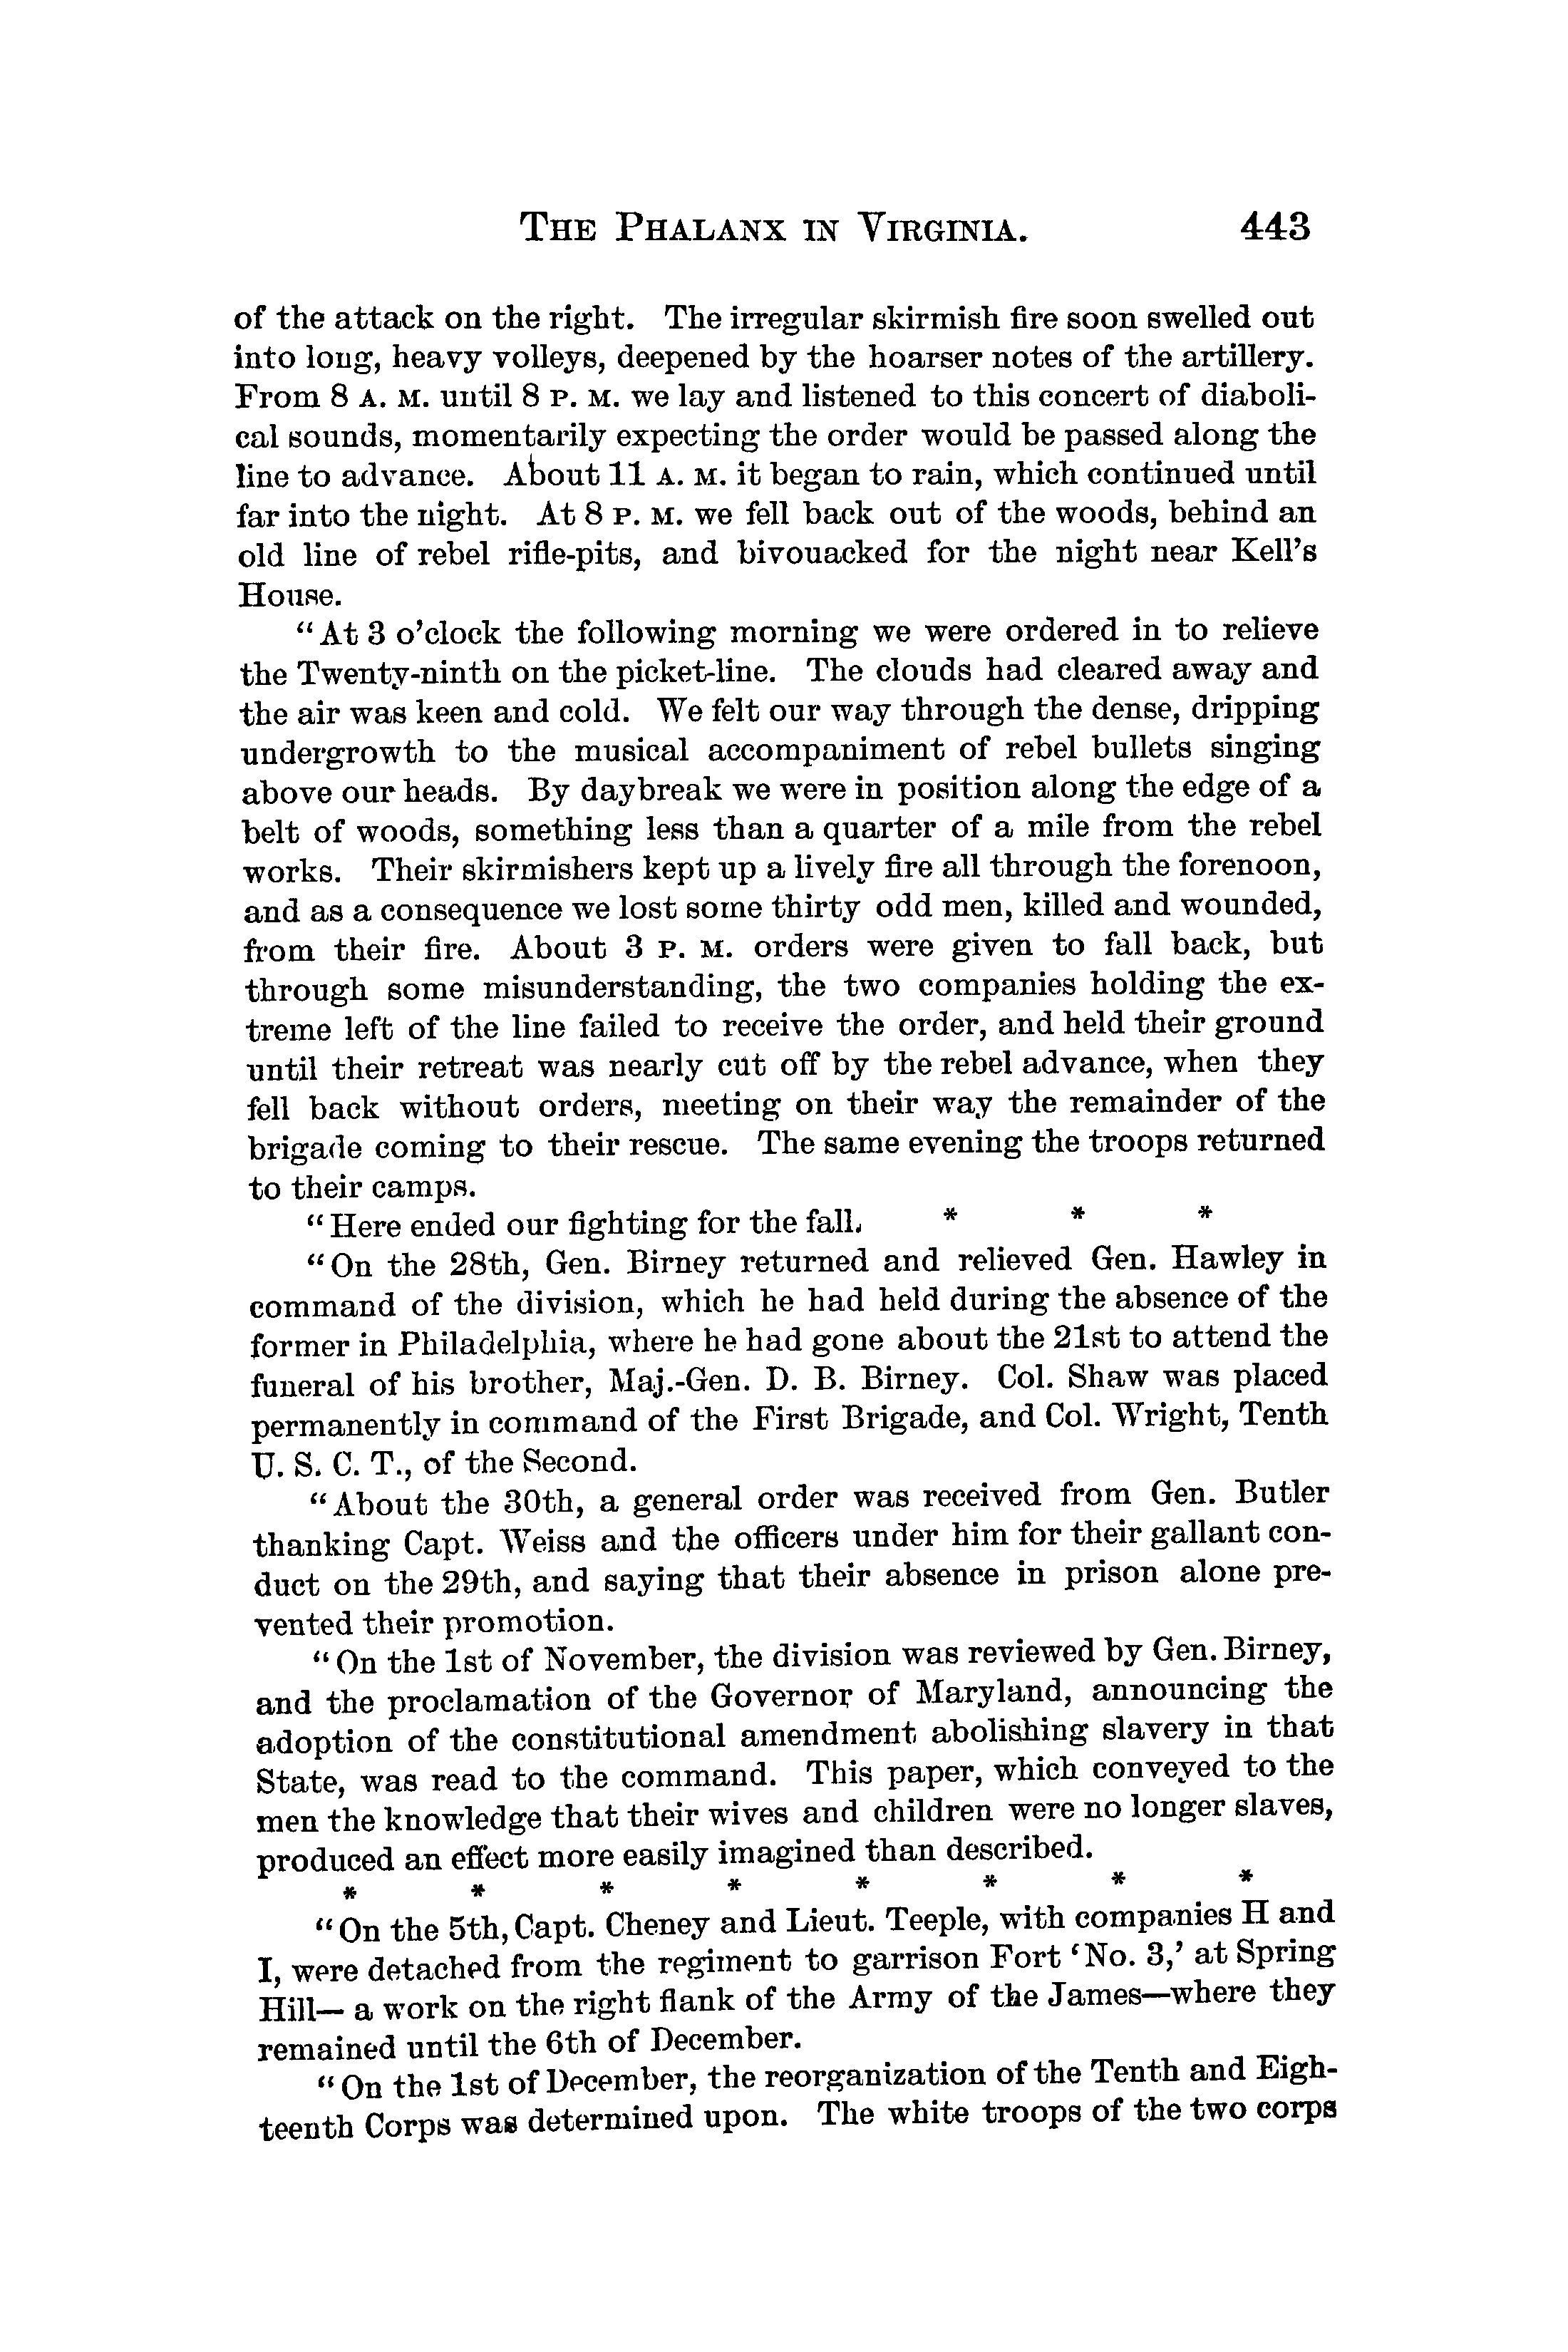 THE PHALANX IN VIRGINIA. 443
of the attack on the right. The irregular skirmish fire soon swelled out
into long, heavy volleys, deepened by the hoarser notes of the artillery.
From 8 A. M. until 8 P. M. we lay and listened to this concert of diaboli-
cal sounds, momentarily expecting the order would be passed along the
line to advance. About 11 A. M. it began to rain, which continued until
far into the night. At 8 P. M. we fell back out of the woods, behind an
old line of rebel rifle-pits, and bivouacked for the night near Kell's
House.
"At 3 o'clock the following morning we were ordered in to relieve
the Twenty-ninth on the picket-line. The clouds had cleared away and
the air was keen and cold. We felt our way through the dense, dripping
undergrowth to the musical accompaniment of rebel bullets singing
above our heads. By daybreak we were in position along the edge of a
belt of woods, something less than a quarter of a mile from the rebel
works. Their skirmishers kept up a lively fire all through the forenoon,
and as a consequence we lost some thirty odd men, killed and wounded,
from their fire. About 3 P. M. orders were given to fall back, but
through some misunderstanding, the two companies holding the ex-
treme left of the line failed to receive the order, and held their ground
until their retreat was nearly cut off by the rebel advance, when they
fell back without orders, meeting on their way the remainder of the
brigade coming to their rescue. The same evening the troops returned
to their camps.
"Here ended our fighting for the fall. * * *
"On the 28th, Gen. Birney returned and relieved Gen. Hawley in
command of the division, which he had held during the absence of the
former in Philadelphia, where he had gone about the 21st to attend the
funeral of his brother, Maj.-Gen. D. B. Birney. Col. Shaw was placed
permanently in command of the First Brigade, and Col. Wright, Tenth
U. S. C. T., of the Second.
"About the 30th, a general order was received from Gen. Butler
thanking Capt. Weiss and the officers under him for their gallant con-
duct on the 29th, and saying that their absence in prison alone pre-
vented their promotion.
"On the 1st of November, the division was reviewed by Gen. Birney,
and the proclamation of the Governor of Maryland, announcing the
adoption of the constitutional amendment abolishing slavery in that
State, was read to the command. This paper, which conveyed to the
men the knowledge that their wives and children were no longer slaves,
produced an effect more easily imagined than described.
* * * * * * * *
"On the 5th, Capt. Cheney and Lieut. Teeple, with companies H and
I, were detached from the regiment to garrison Fort 'No. 3,' at Spring
Hill— a work on the right flank of the Army of the James—where they
remained until the 6th of December.
"On the 1st of December, the reorganization of the Tenth and Eigh-
teenth Corps was determined upon. The white troops of the two corps